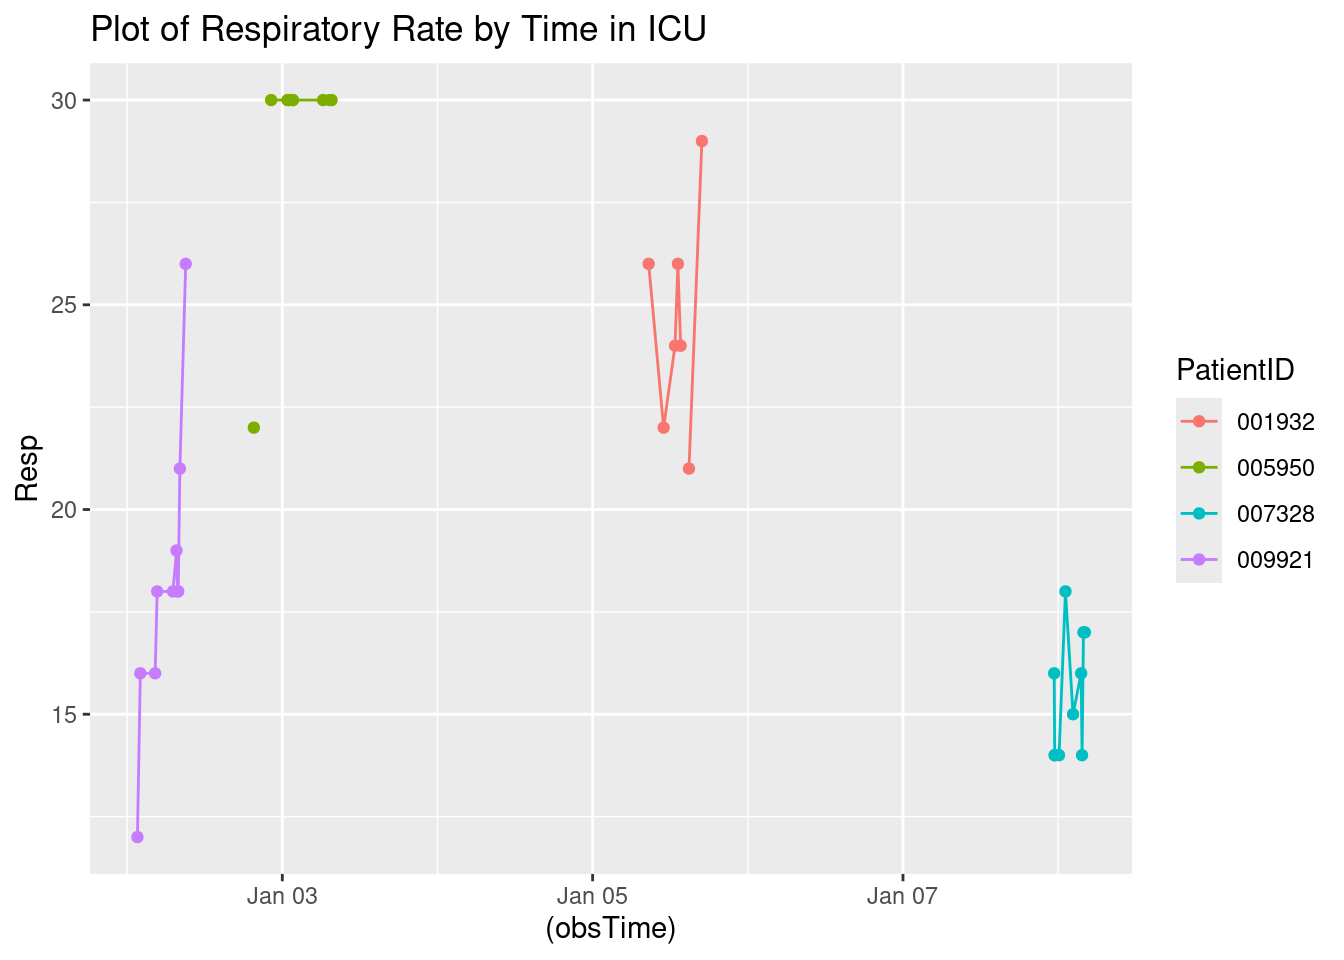 Plot of Respiratory Rate by Time in ICU
30
25
20
15
Resp
Jan 03
Jan 05
Jan 07
(obsTime)
PatientID
001932
005950
007328
009921